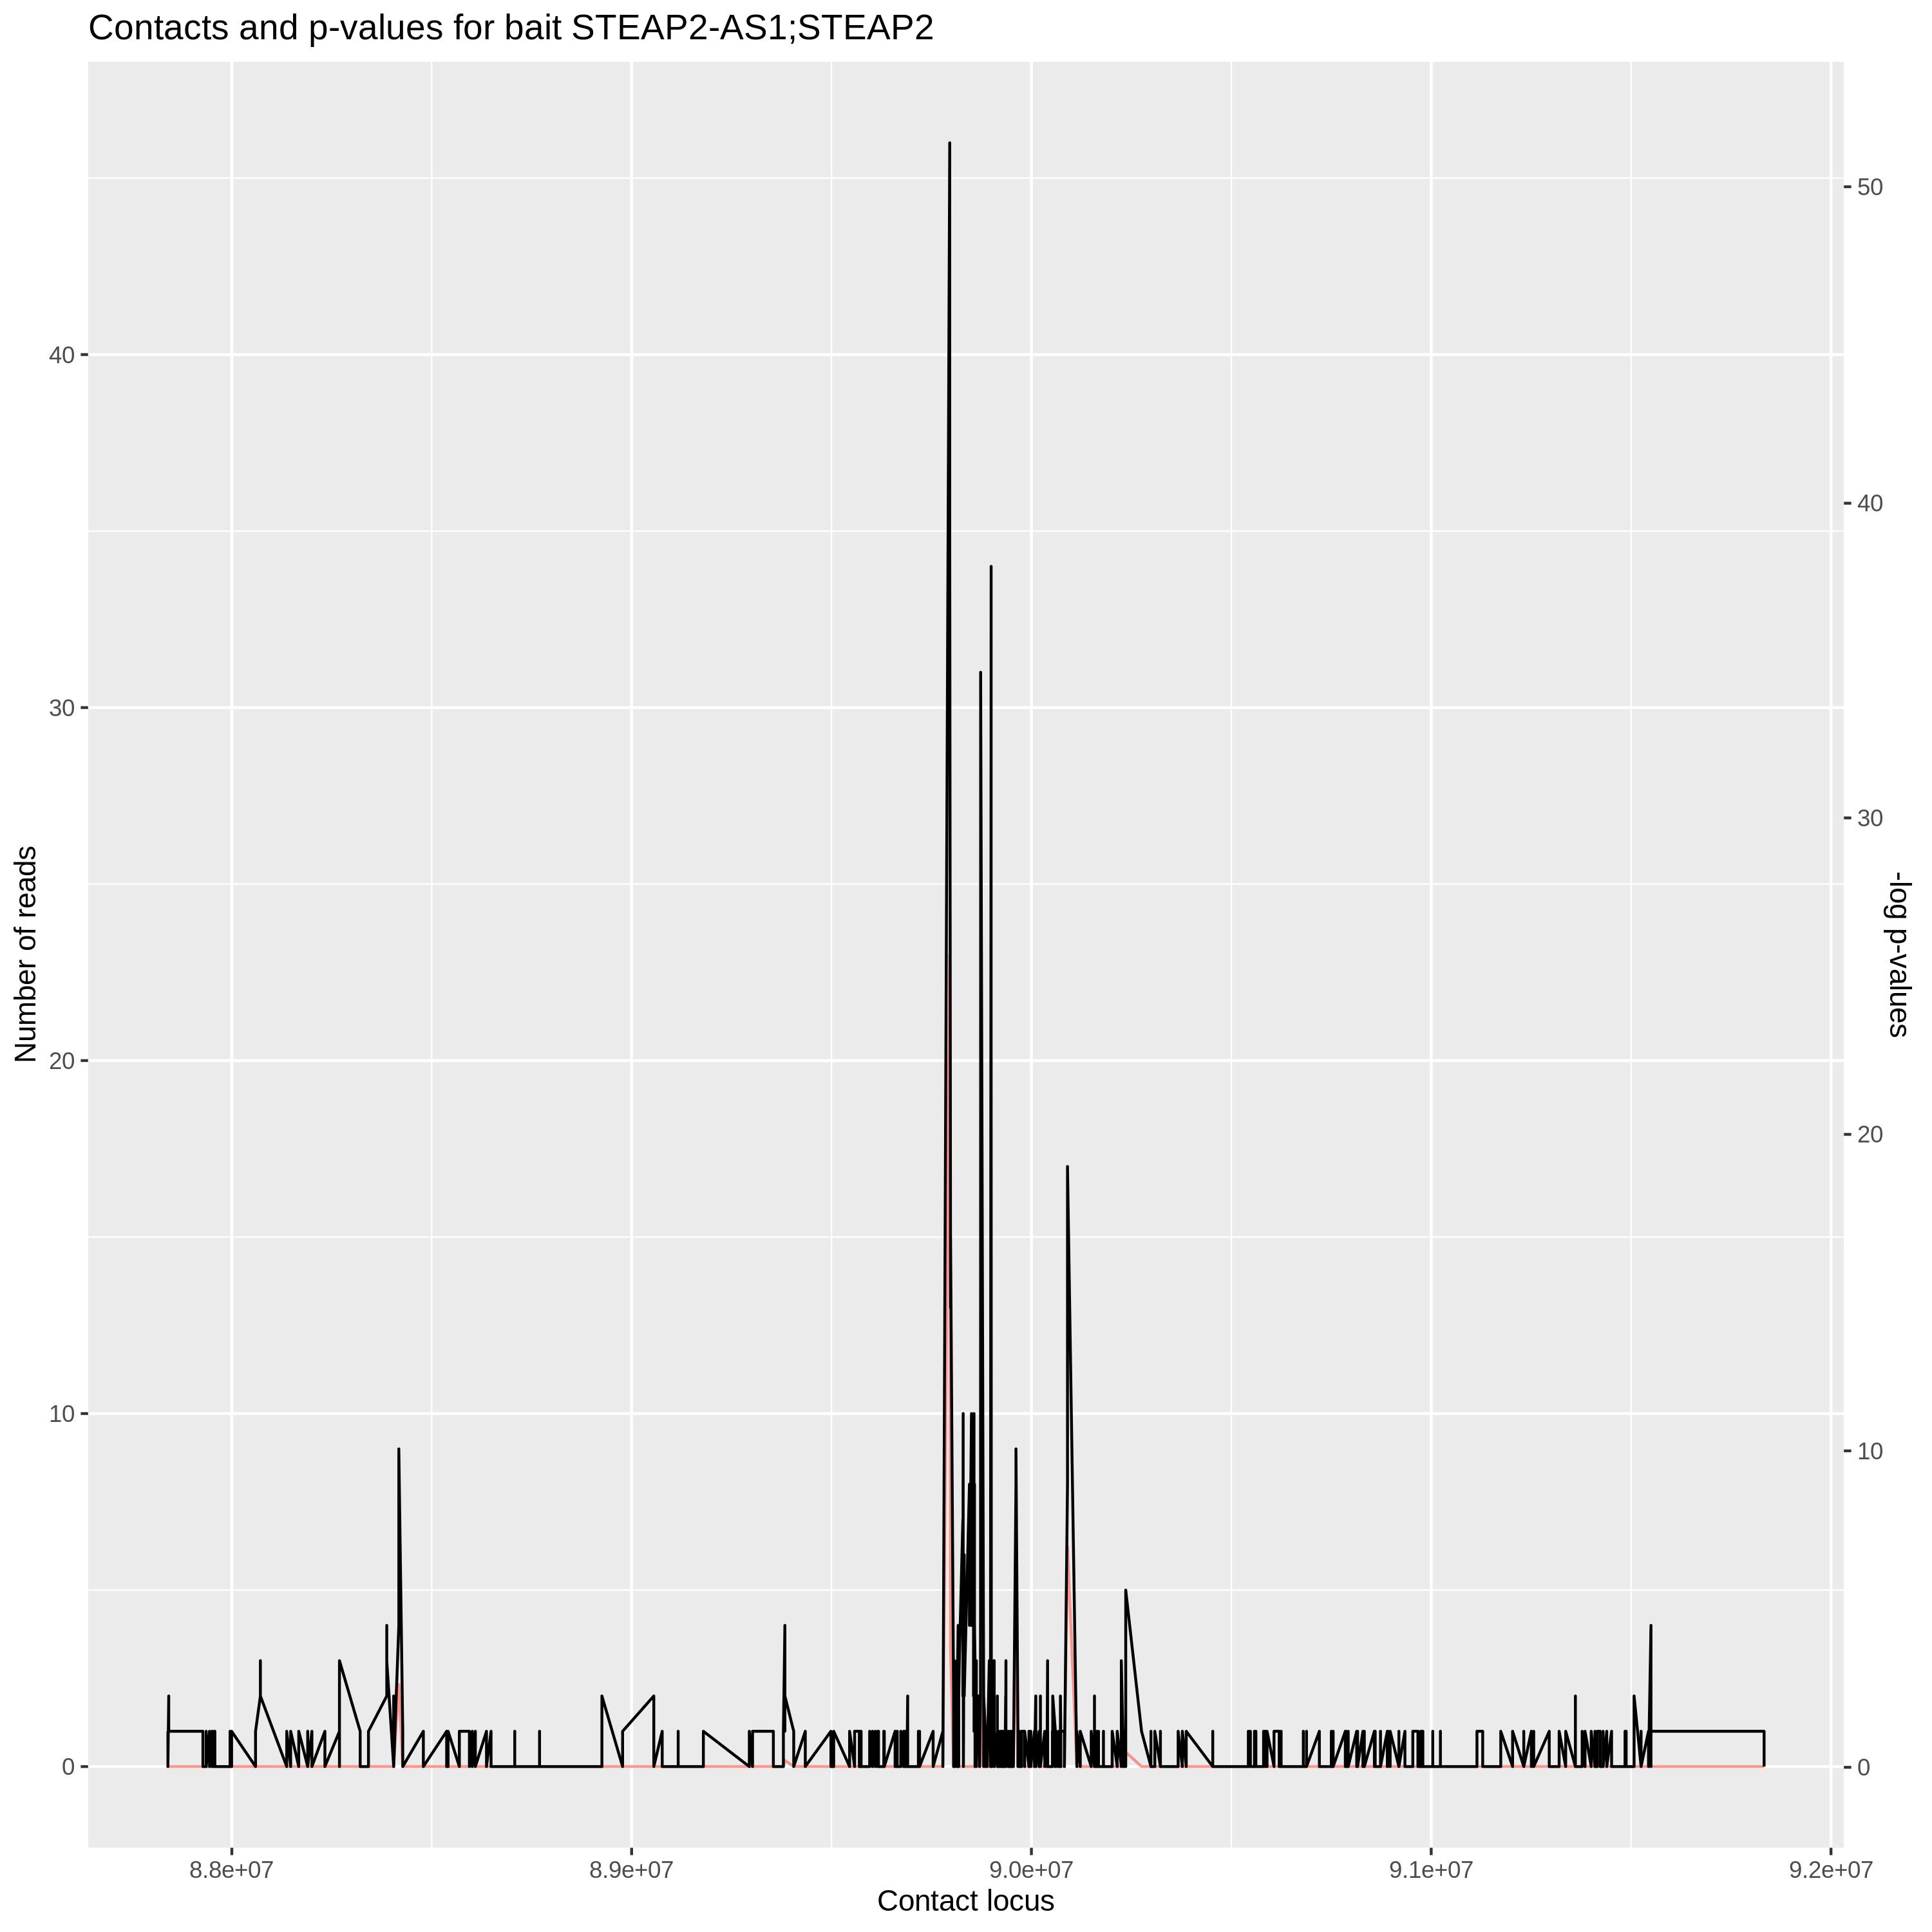 Contacts and p-values for bait STEAP2-AS1;STEAP2
Number of reads
40
30
20
10
0
50
40
30
20
10
0
-log p-values
8.8e+07
8.9e+07
9.0e+07
9.1e+07
9.2e+07
Contact locus